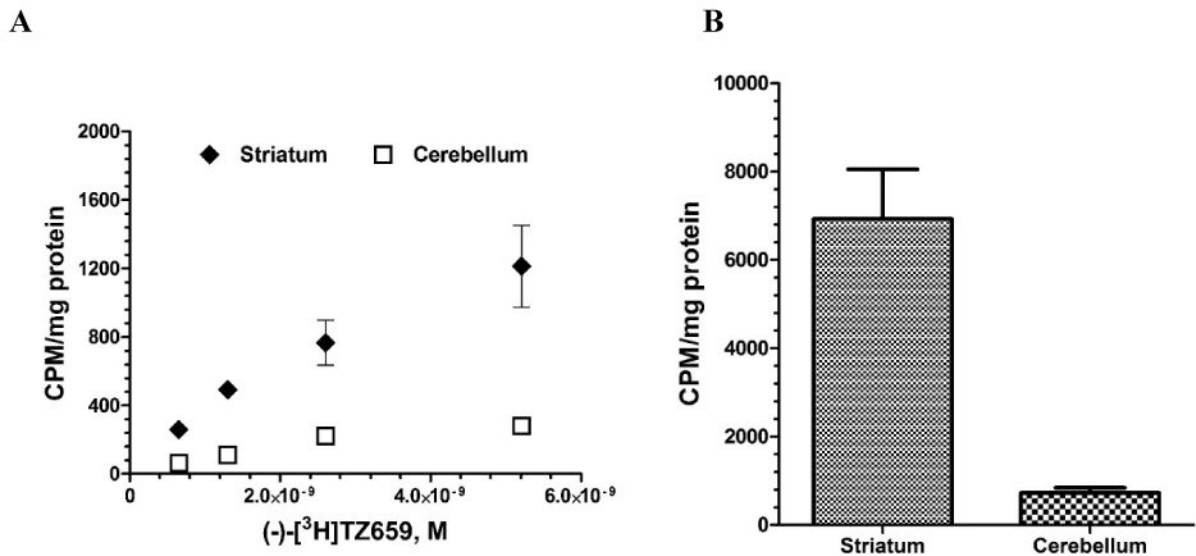 A
CPM/mg protein
2000
1600
1200
800
400
0
Striatum
Cerebellum
0
2.0×10⁻⁹
4.0×10⁻⁹
6.0×10⁻⁹
(-)-[³H]TZ659, M
B
CPM/mg protein
10000
8000
6000
4000
2000
0
Striatum
Cerebellum